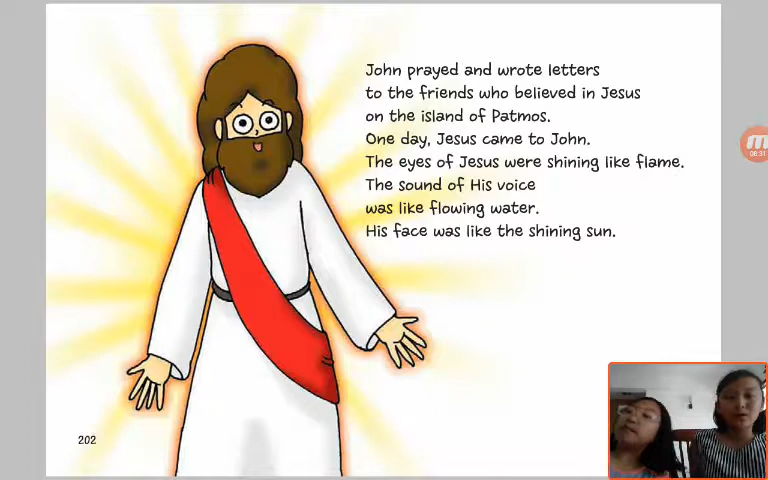 John prayed and wrote letters
to the friends who believed in Jesus
on the island of Patmos.
One day, Jesus came to John.
The eyes of Jesus were shining like flame.
The sound of His voice
was like flowing water.
His face was like the shining sun.
202
M
06:31